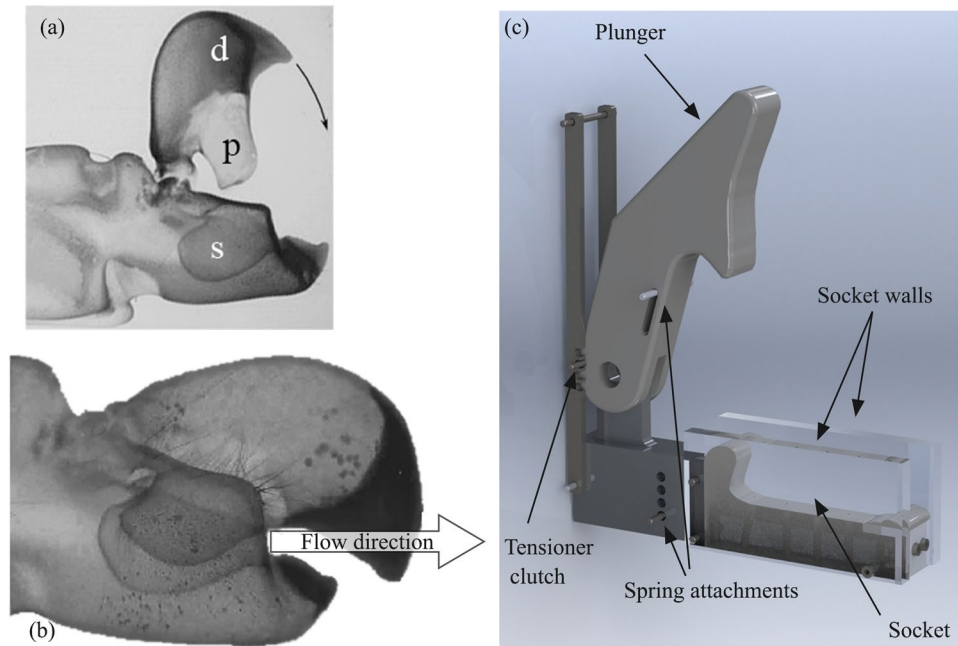 (a)
d
p
s
(b)
Flow direction
(c)
Plunger
Socket walls
Tensioner
clutch
Spring attachments
Socket